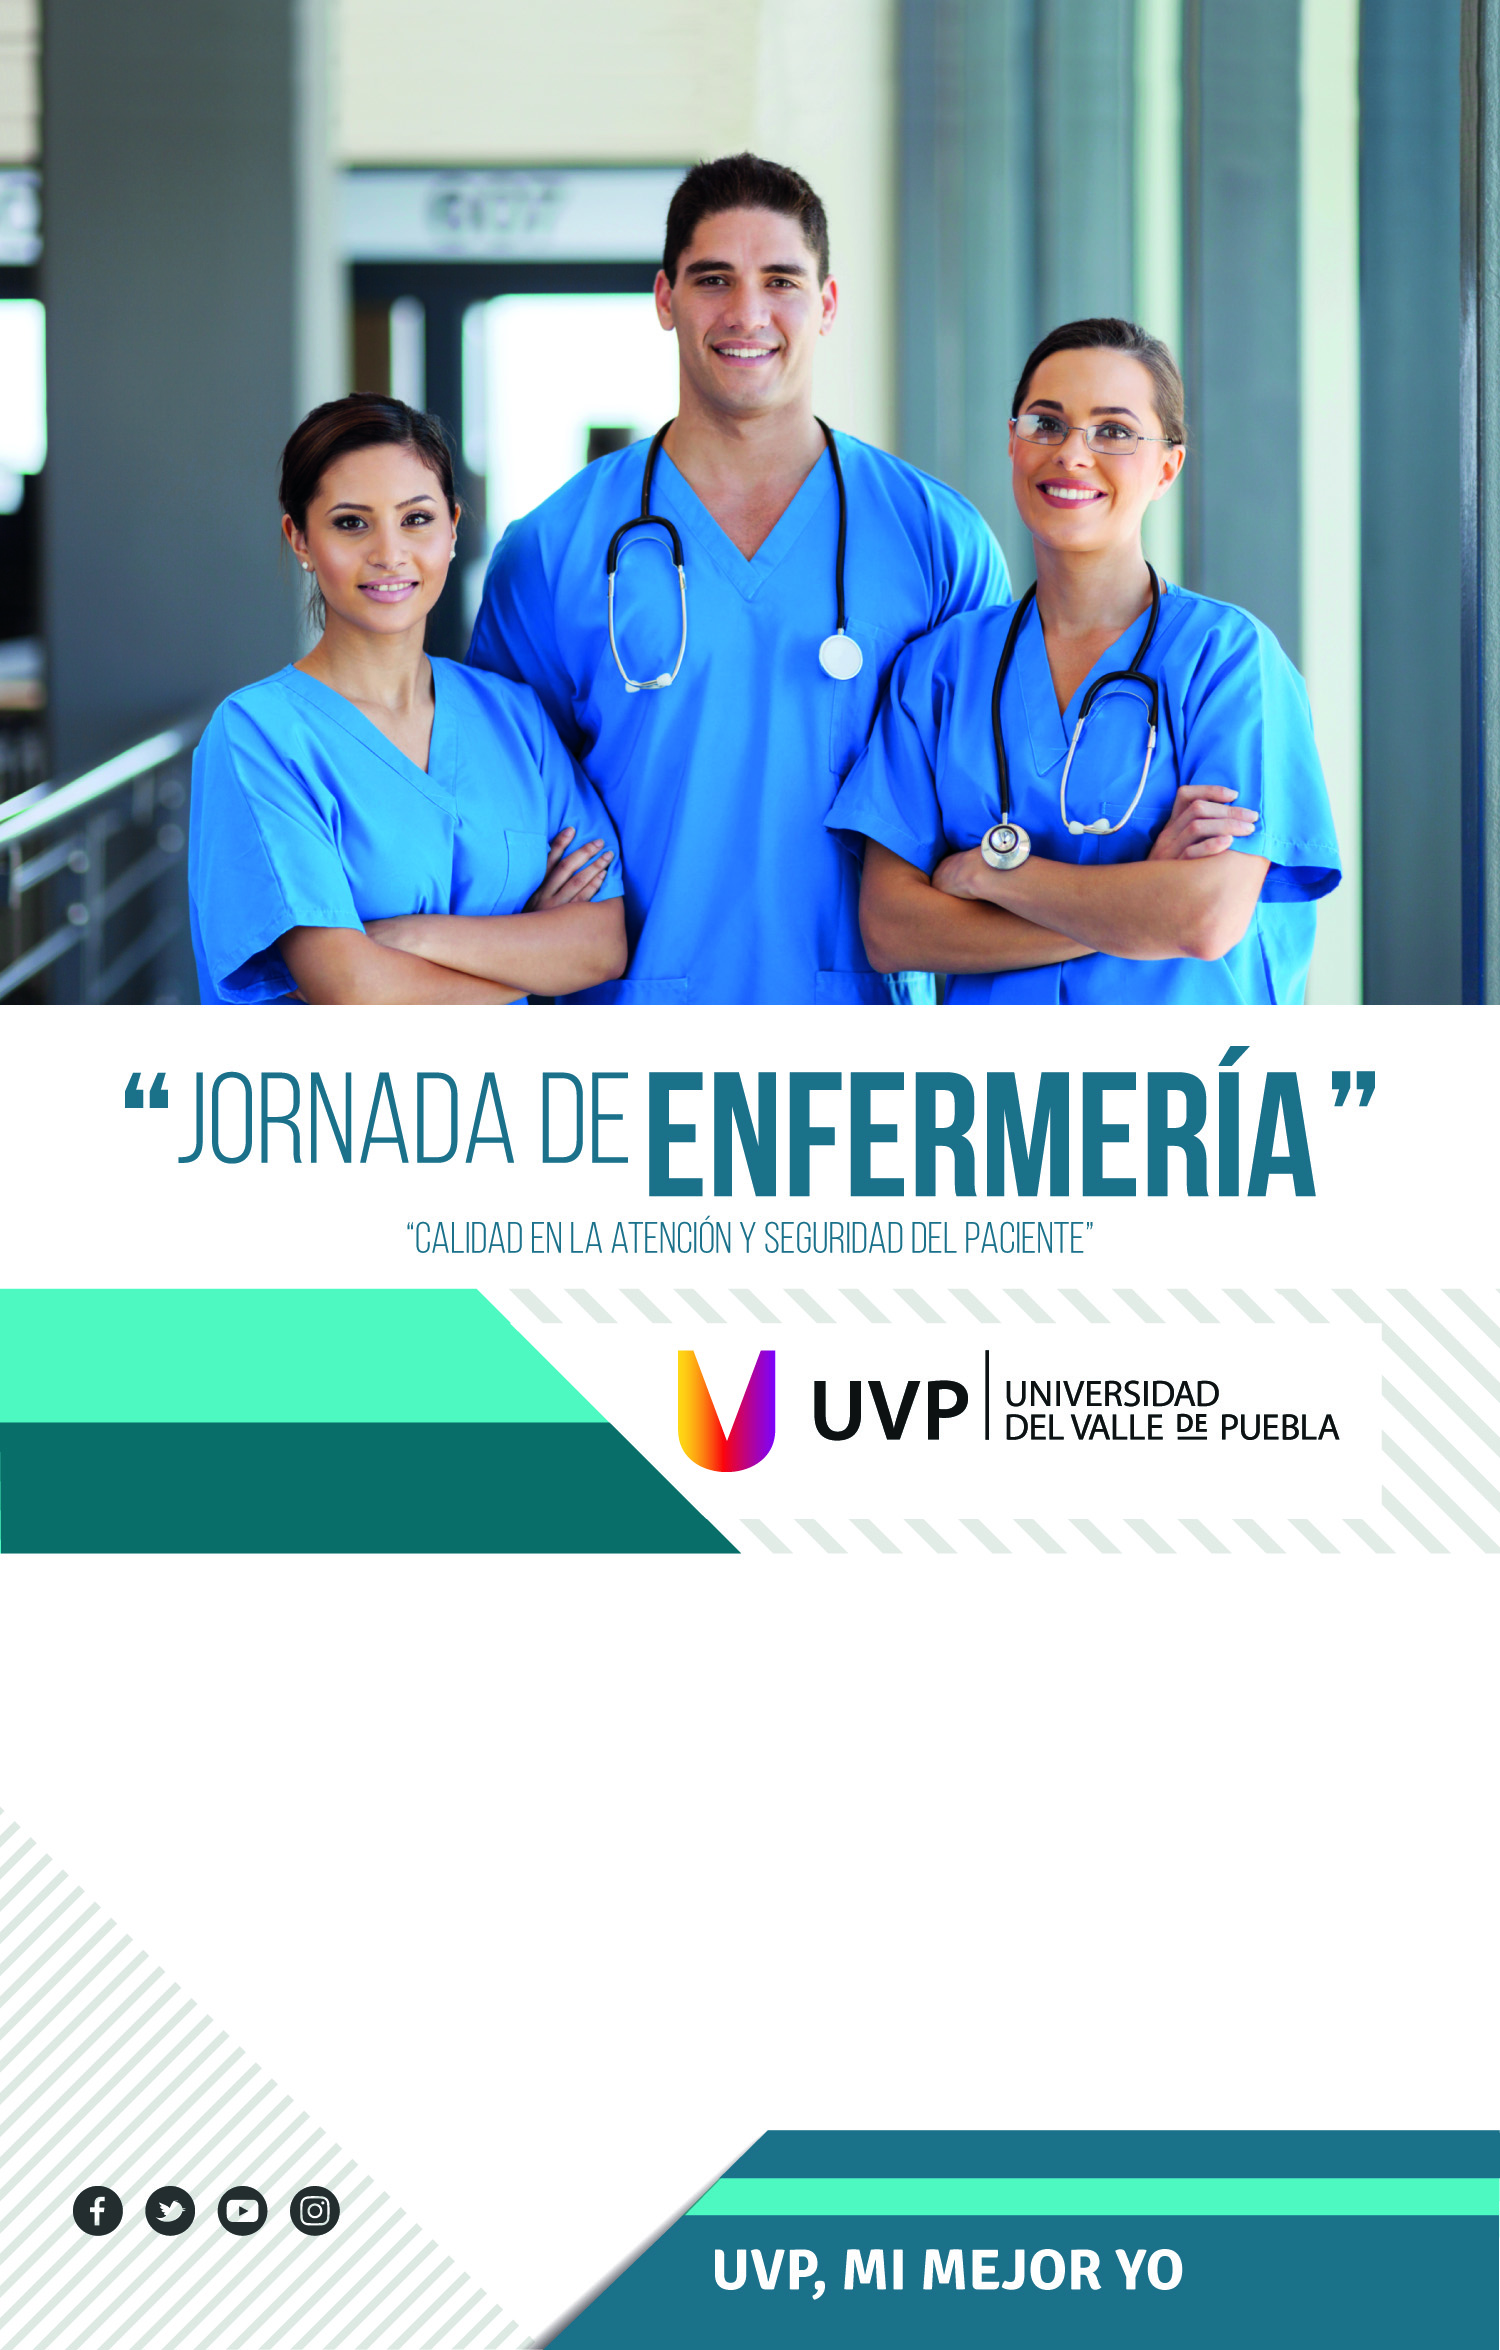 “JORNADA DE ENFERMERÍA”
“CALIDAD EN LA ATENCIÓN Y SEGURIDAD DEL PACIENTE”
UVP
UNIVERSIDAD
DEL VALLE DE PUEBLA
UVP, MI MEJOR YO